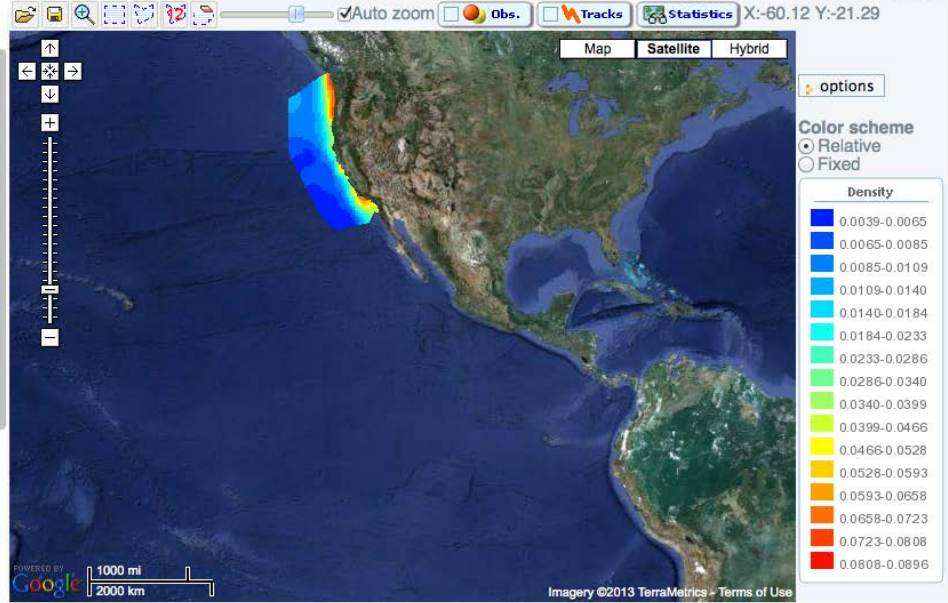 Auto zoom
Obs.
Tracks
Statistics
X:-60.12 Y:-21.29
Map
Satellite
Hybrid
options
Color scheme
Relative
Fixed
Density
0.0039-0.0065
0.0065-0.0085
0.0085-0.0109
0.0109-0.0140
0.0140-0.0184
0.0184-0.0233
0.0233-0.0286
0.0286-0.0340
0.0340-0.0399
0.0399-0.0466
0.0466-0.0528
0.0528-0.0593
0.0593-0.0658
0.0658-0.0723
0.0723-0.0808
0.0808-0.0896
POWERED BY
Google
1000 mi
2000 km
Imagery ©2013 TerraMetrics - Terms of Use